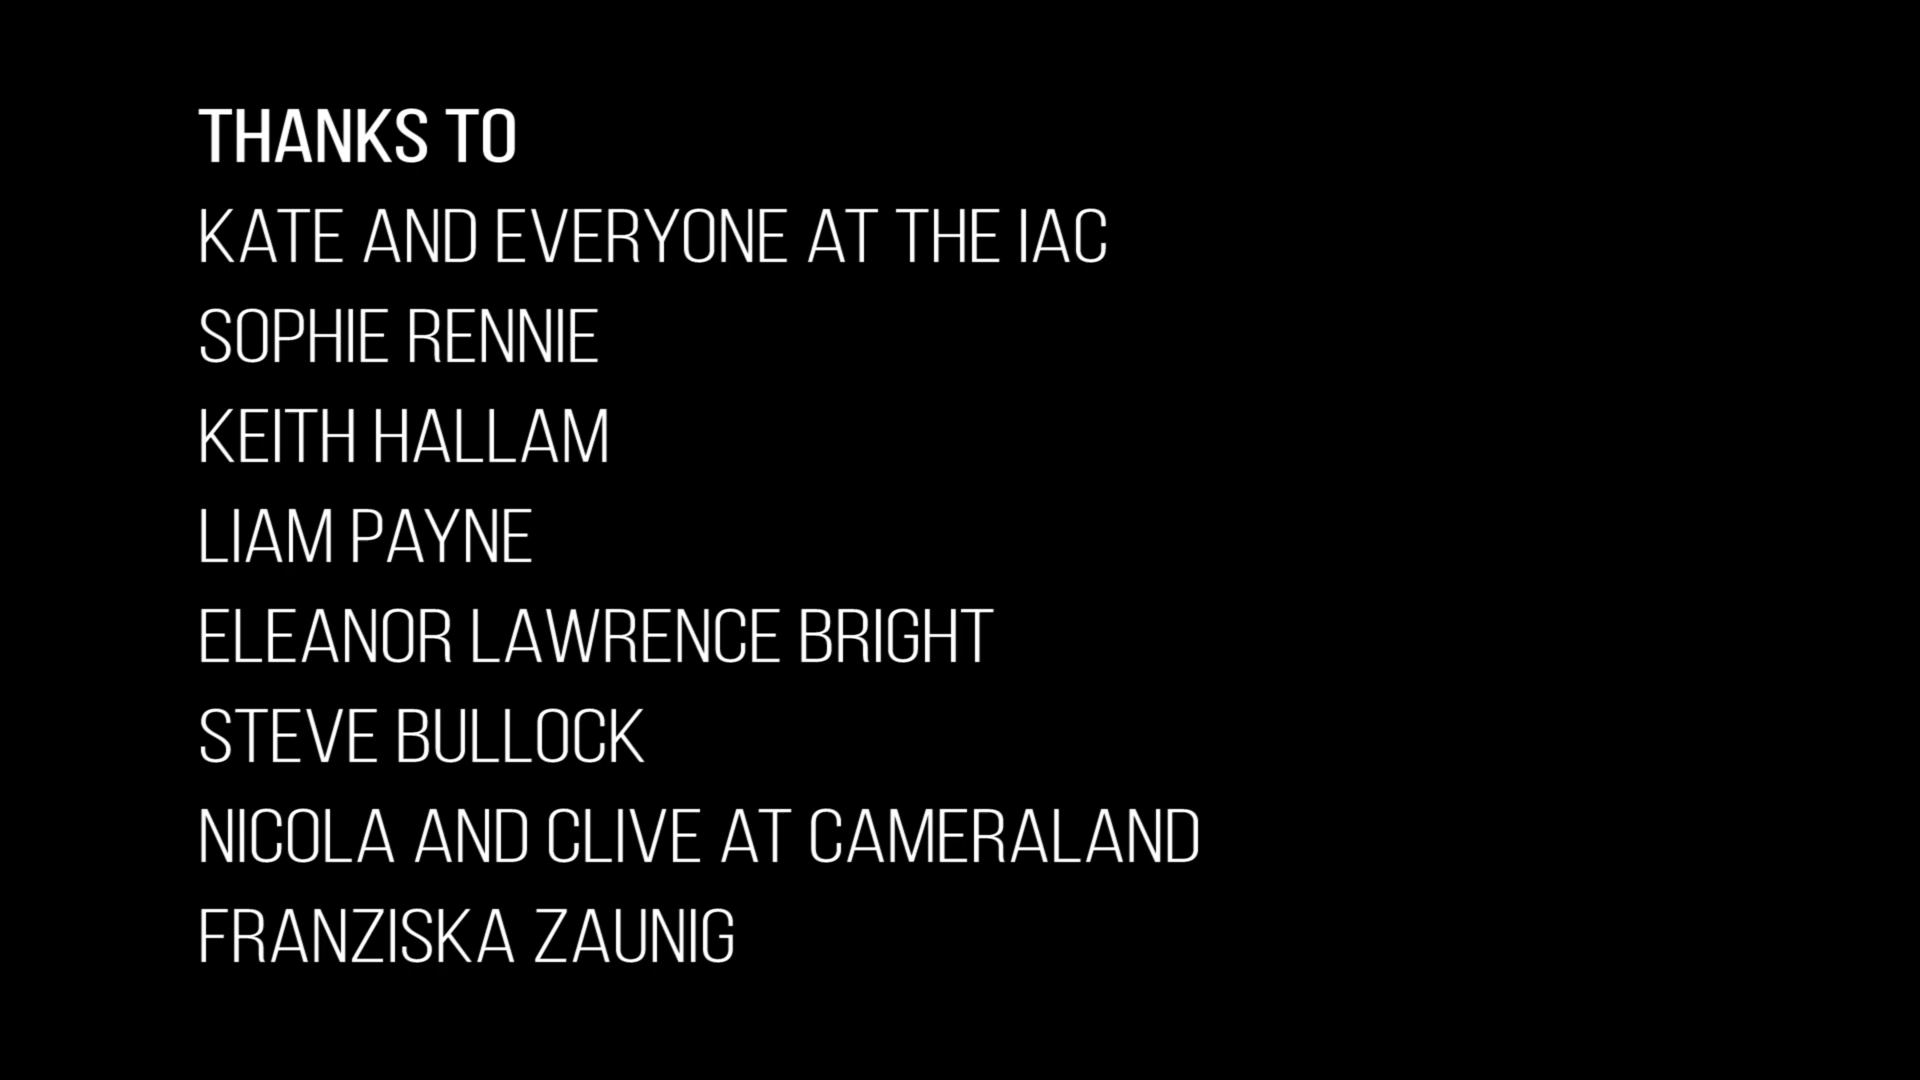 THANKS TO
KATE AND EVERYONE AT THE IAC
SOPHIE RENNIE
KEITH HALLAM
LIAM PAYNE
ELEANOR LAWRENCE BRIGHT
STEVE BULLOCK
NICOLA AND CLIVE AT CAMERALAND
FRANZISKA ZAUNIG